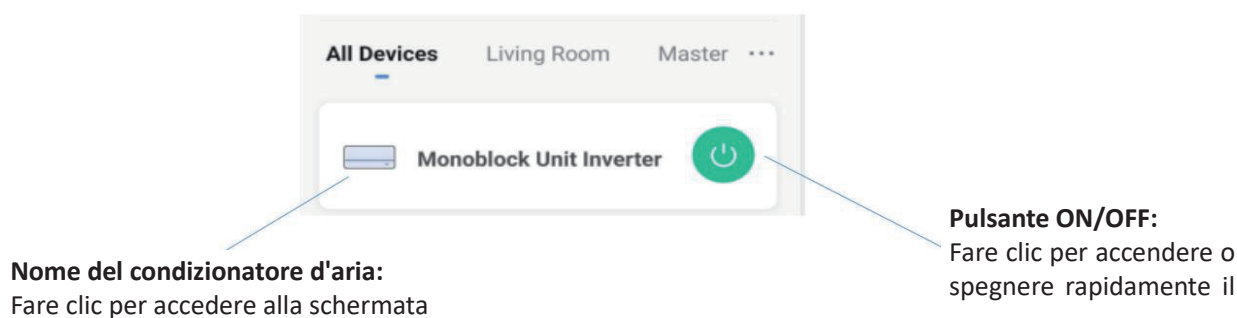 All Devices Living Room Master ...
Monoblock Unit Inverter
Nome del condizionatore d'aria:
Fare clic per accedere alla schermata
Pulsante ON/OFF:
Fare clic per accendere o
spegnere rapidamente il